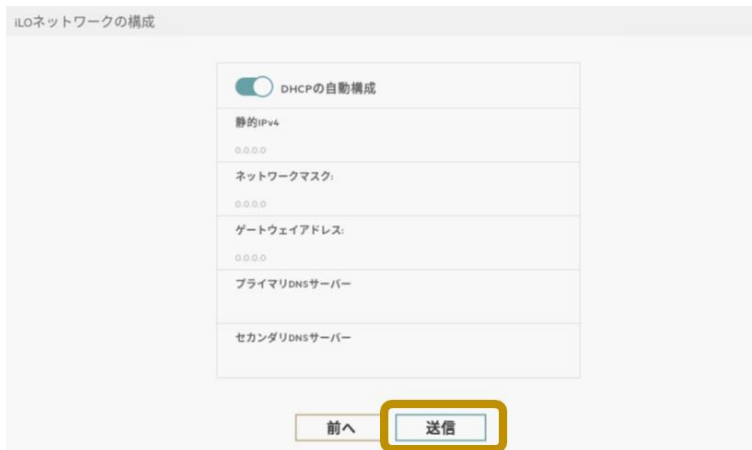 iLOネットワークの構成
DHCPの自動構成
静的IPv4
0.0.0.0
ネットワークマスク:
0.0.0.0
ゲートウェイアドレス:
0.0.0.0
プライマリDNSサーバー
セカンダリDNSサーバー
前へ 送信